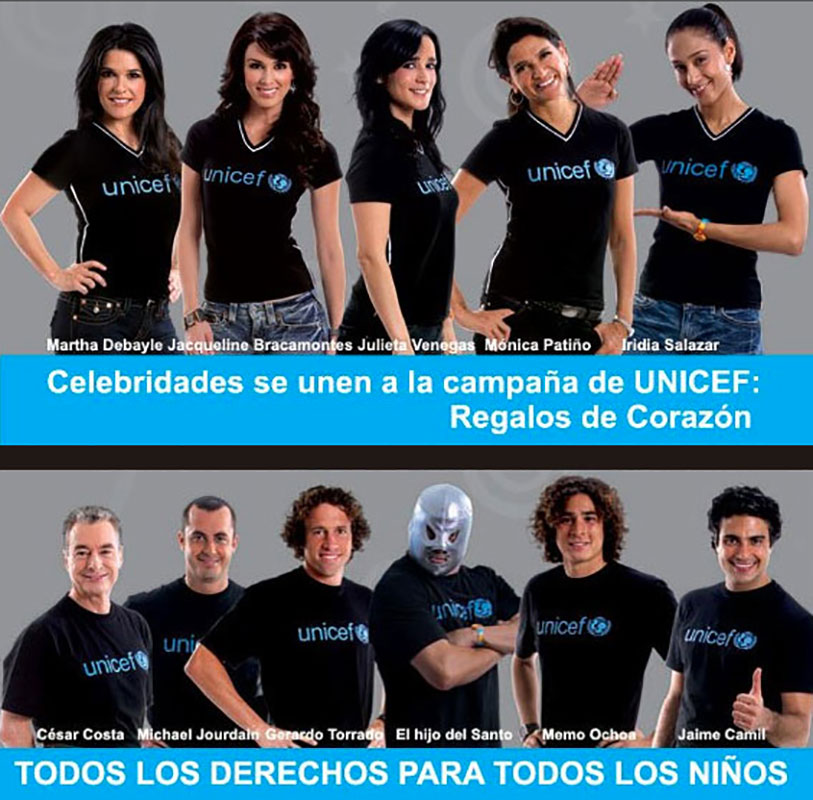 unicef
unicef
unicef
unicef
unicef
Martha Debayle Jacqueline Bracamontes Julieta Venegas Mónica Patiño Iridia Salazar
Celebridades se unen a la campaña de UNICEF:
Regalos de Corazón
unicef
uni
unicef
unicef
unicef
unicef
César Costa Michael Jourdain Gerardo Torrado El hijo del Santo Memo Ochoa Jaime Camil
TODOS LOS DERECHOS PARA TODOS LOS NIÑOS